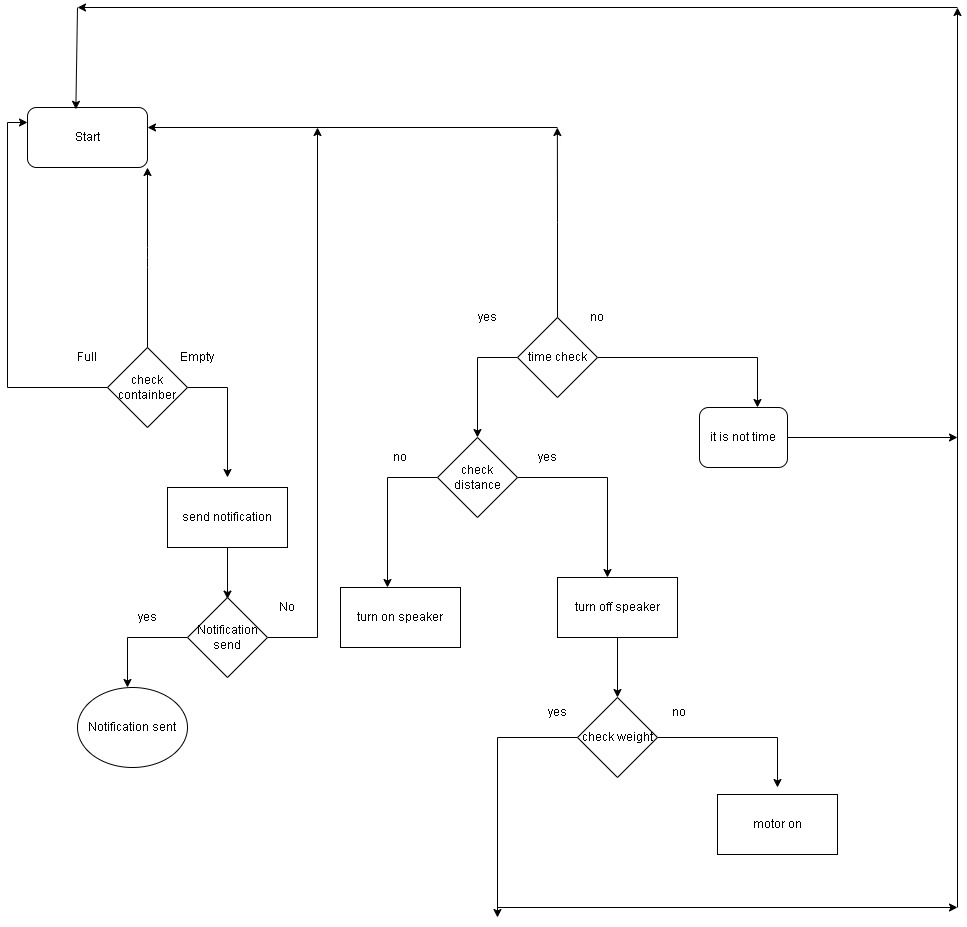 Start
yes
no
time check
Full
Empty
check
containber
it is not time
no
check
distance
yes
send notification
turn on speaker
turn off speaker
yes
No
Notification
send
Notification sent
yes
no
check weight
motor on